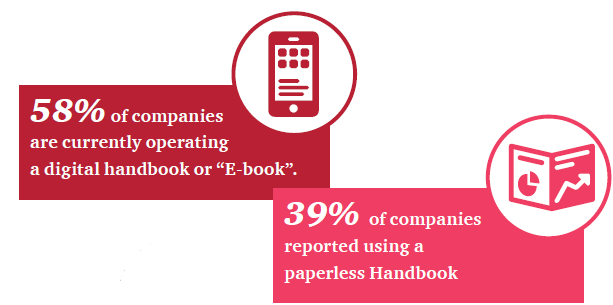 58% of companies
are currently operating
a digital handbook or “E-book”.
39% of companies
reported using a
paperless Handbook